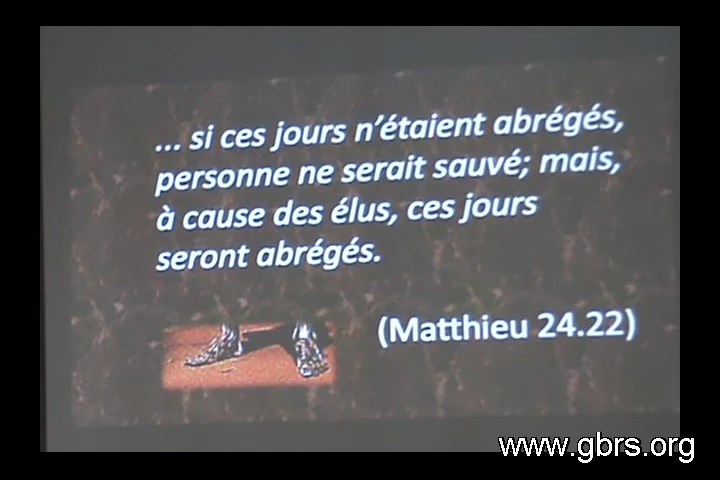 ... si ces jours n'étaient abrégés,
personne ne serait sauvé; mais,
à cause des élus, ces jours
seront abrégés.
(Matthieu 24.22)
www.gbrs.org